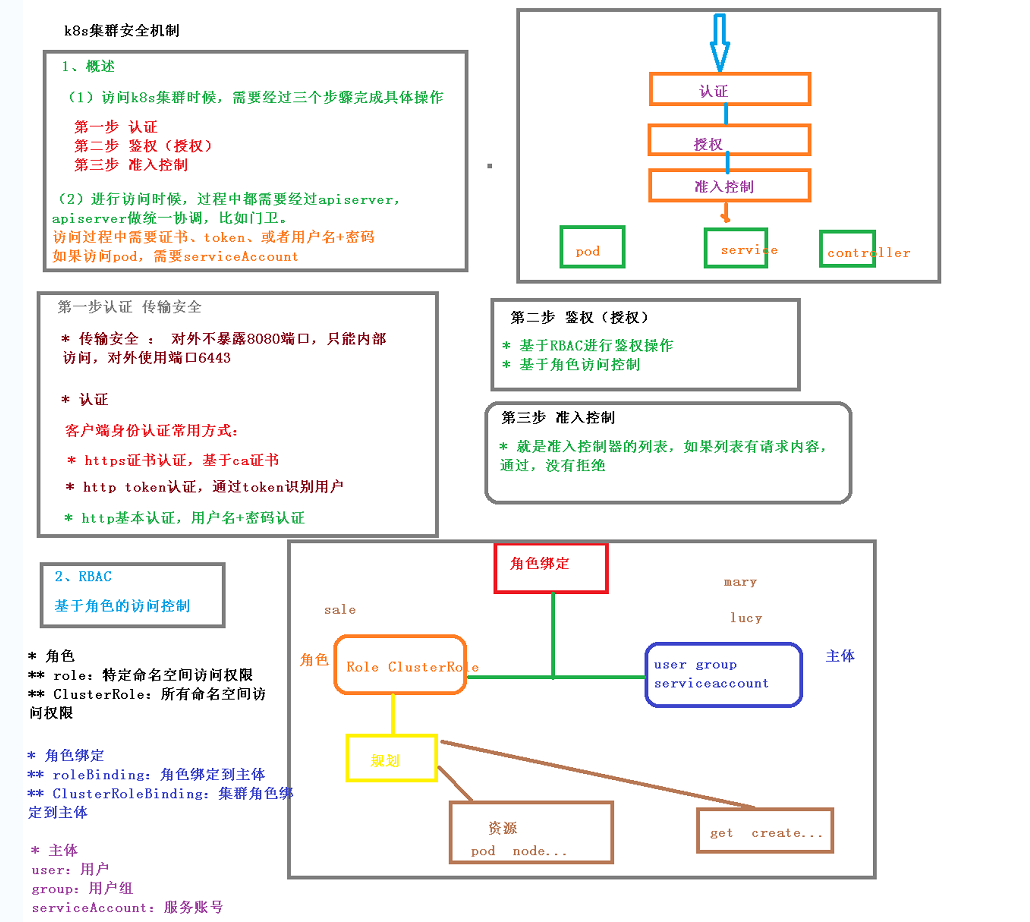 k8s集群安全机制
1、概述
（1）访问k8s集群时候，需要经过三个步骤完成具体操作
第一步 认证
第二步 鉴权（授权）
第三步 准入控制
（2）进行访问时候，过程中都需要经过apiserver，
apiserver做统一协调，比如门卫。
访问过程中需要证书、token、或者用户名+密码
如果访问pod，需要serviceAccount
认证
授权
准入控制
pod
service
controller
第一步认证 传输安全
* 传输安全 ： 对外不暴露8080端口，只能内部
访问，对外使用端口6443
* 认证
客户端身份认证常用方式：
* https证书认证，基于ca证书
* http token认证，通过token识别用户
* http基本认证，用户名+密码认证
第二步 鉴权（授权）
* 基于RBAC进行鉴权操作
* 基于角色访问控制
第三步 准入控制
* 就是准入控制器的列表，如果列表有请求内容，
通过，没有拒绝
2、RBAC
基于角色的访问控制
* 角色
** role：特定命名空间访问权限
** ClusterRole：所有命名空间访
问权限
* 角色绑定
** roleBinding：角色绑定到主体
** ClusterRoleBinding：集群角色绑
定到主体
* 主体
user：用户
group：用户组
serviceAccount：服务账号
角色绑定
mary
sale
lucy
角色
Role ClusterRole
user group
serviceaccount
主体
规划
资源
pod node...
get create...